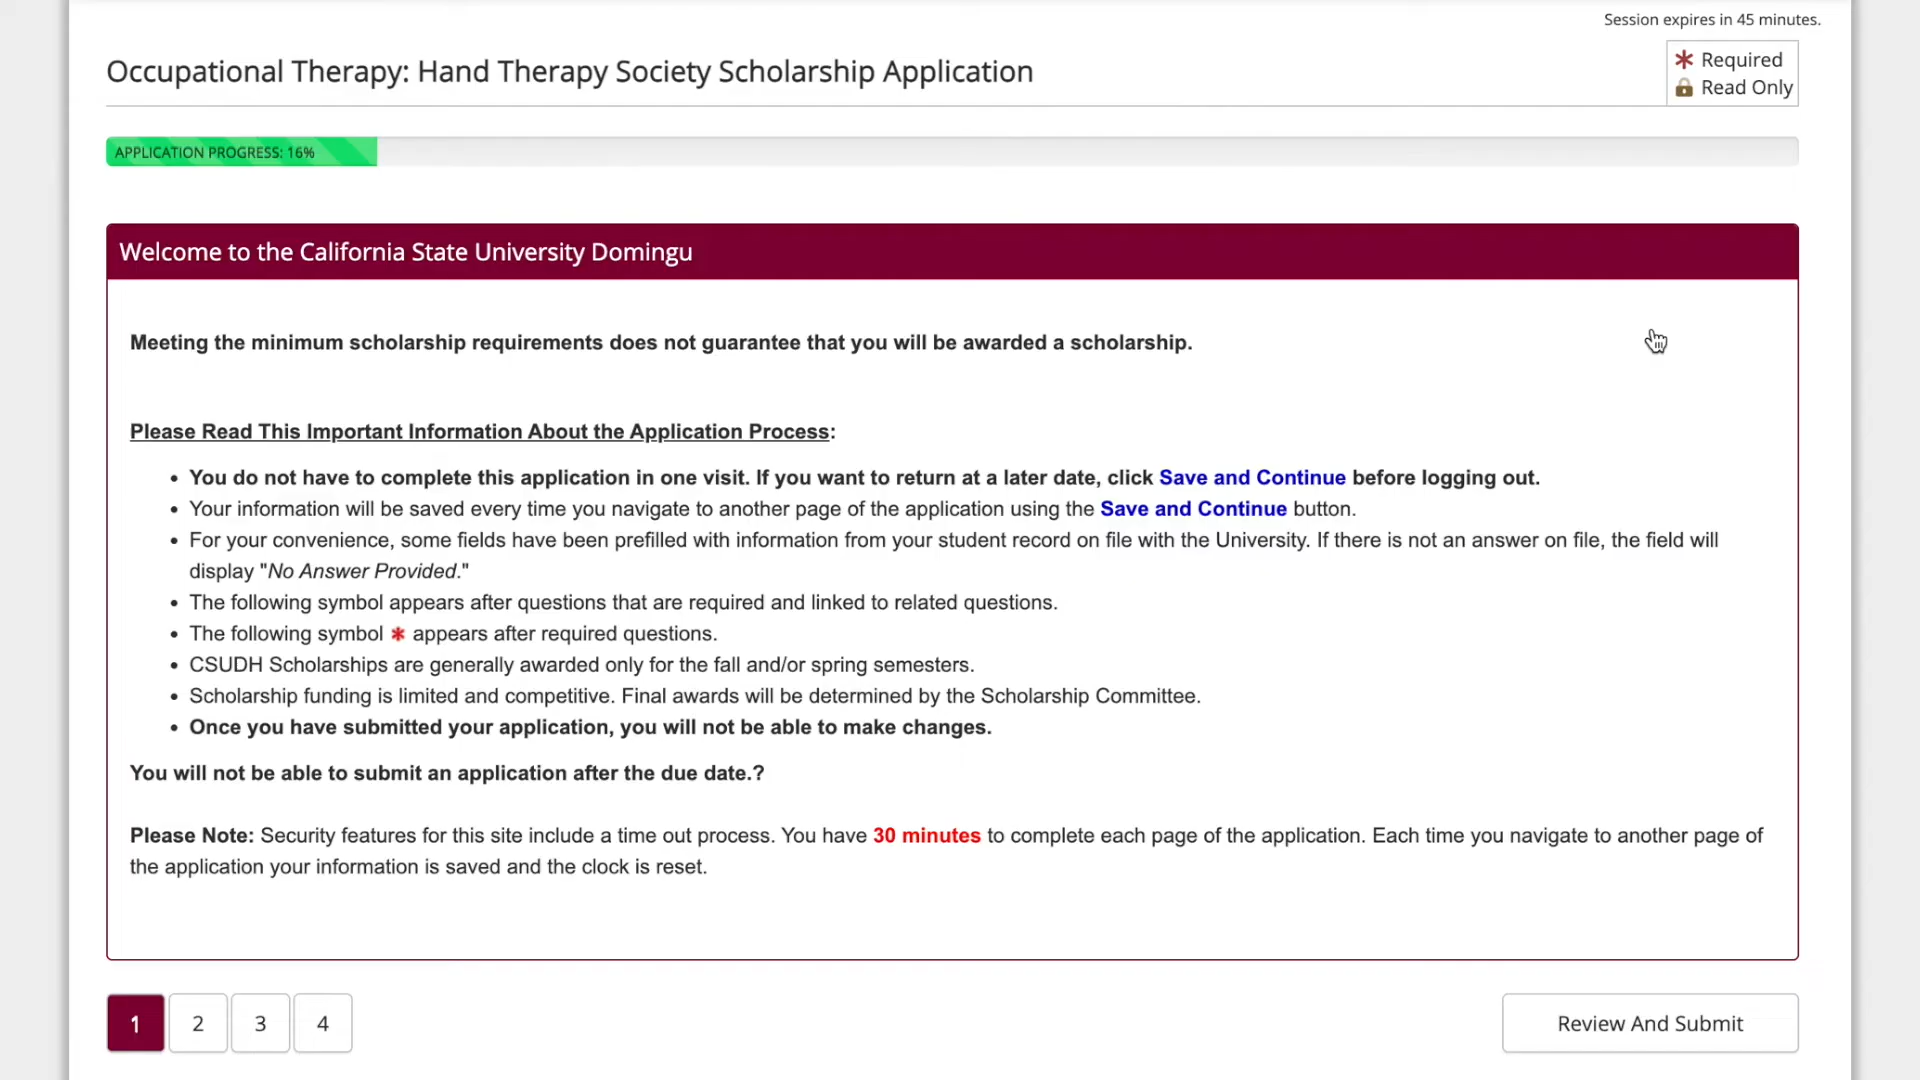 Session expires in 45 minutes.
Occupational Therapy: Hand Therapy Society Scholarship Application
* Required
Read Only
APPLICATION PROGRESS: 16%
Welcome to the California State University Domingu
Meeting the minimum scholarship requirements does not guarantee that you will be awarded a scholarship.
Please Read This Important Information About the Application Process:
• You do not have to complete this application in one visit. If you want to return at a later date, click Save and Continue before logging out.
• Your information will be saved every time you navigate to another page of the application using the Save and Continue button.
• For your convenience, some fields have been prefilled with information from your student record on file with the University. If there is not an answer on file, the field will
display "No Answer Provided."
• The following symbol appears after questions that are required and linked to related questions.
• The following symbol * appears after required questions.
• CSUDH Scholarships are generally awarded only for the fall and/or spring semesters.
• Scholarship funding is limited and competitive. Final awards will be determined by the Scholarship Committee.
• Once you have submitted your application, you will not be able to make changes.
You will not be able to submit an application after the due date.?
Please Note: Security features for this site include a time out process. You have 30 minutes to complete each page of the application. Each time you navigate to another page of
the application your information is saved and the clock is reset.
1 2 3 4
Review And Submit